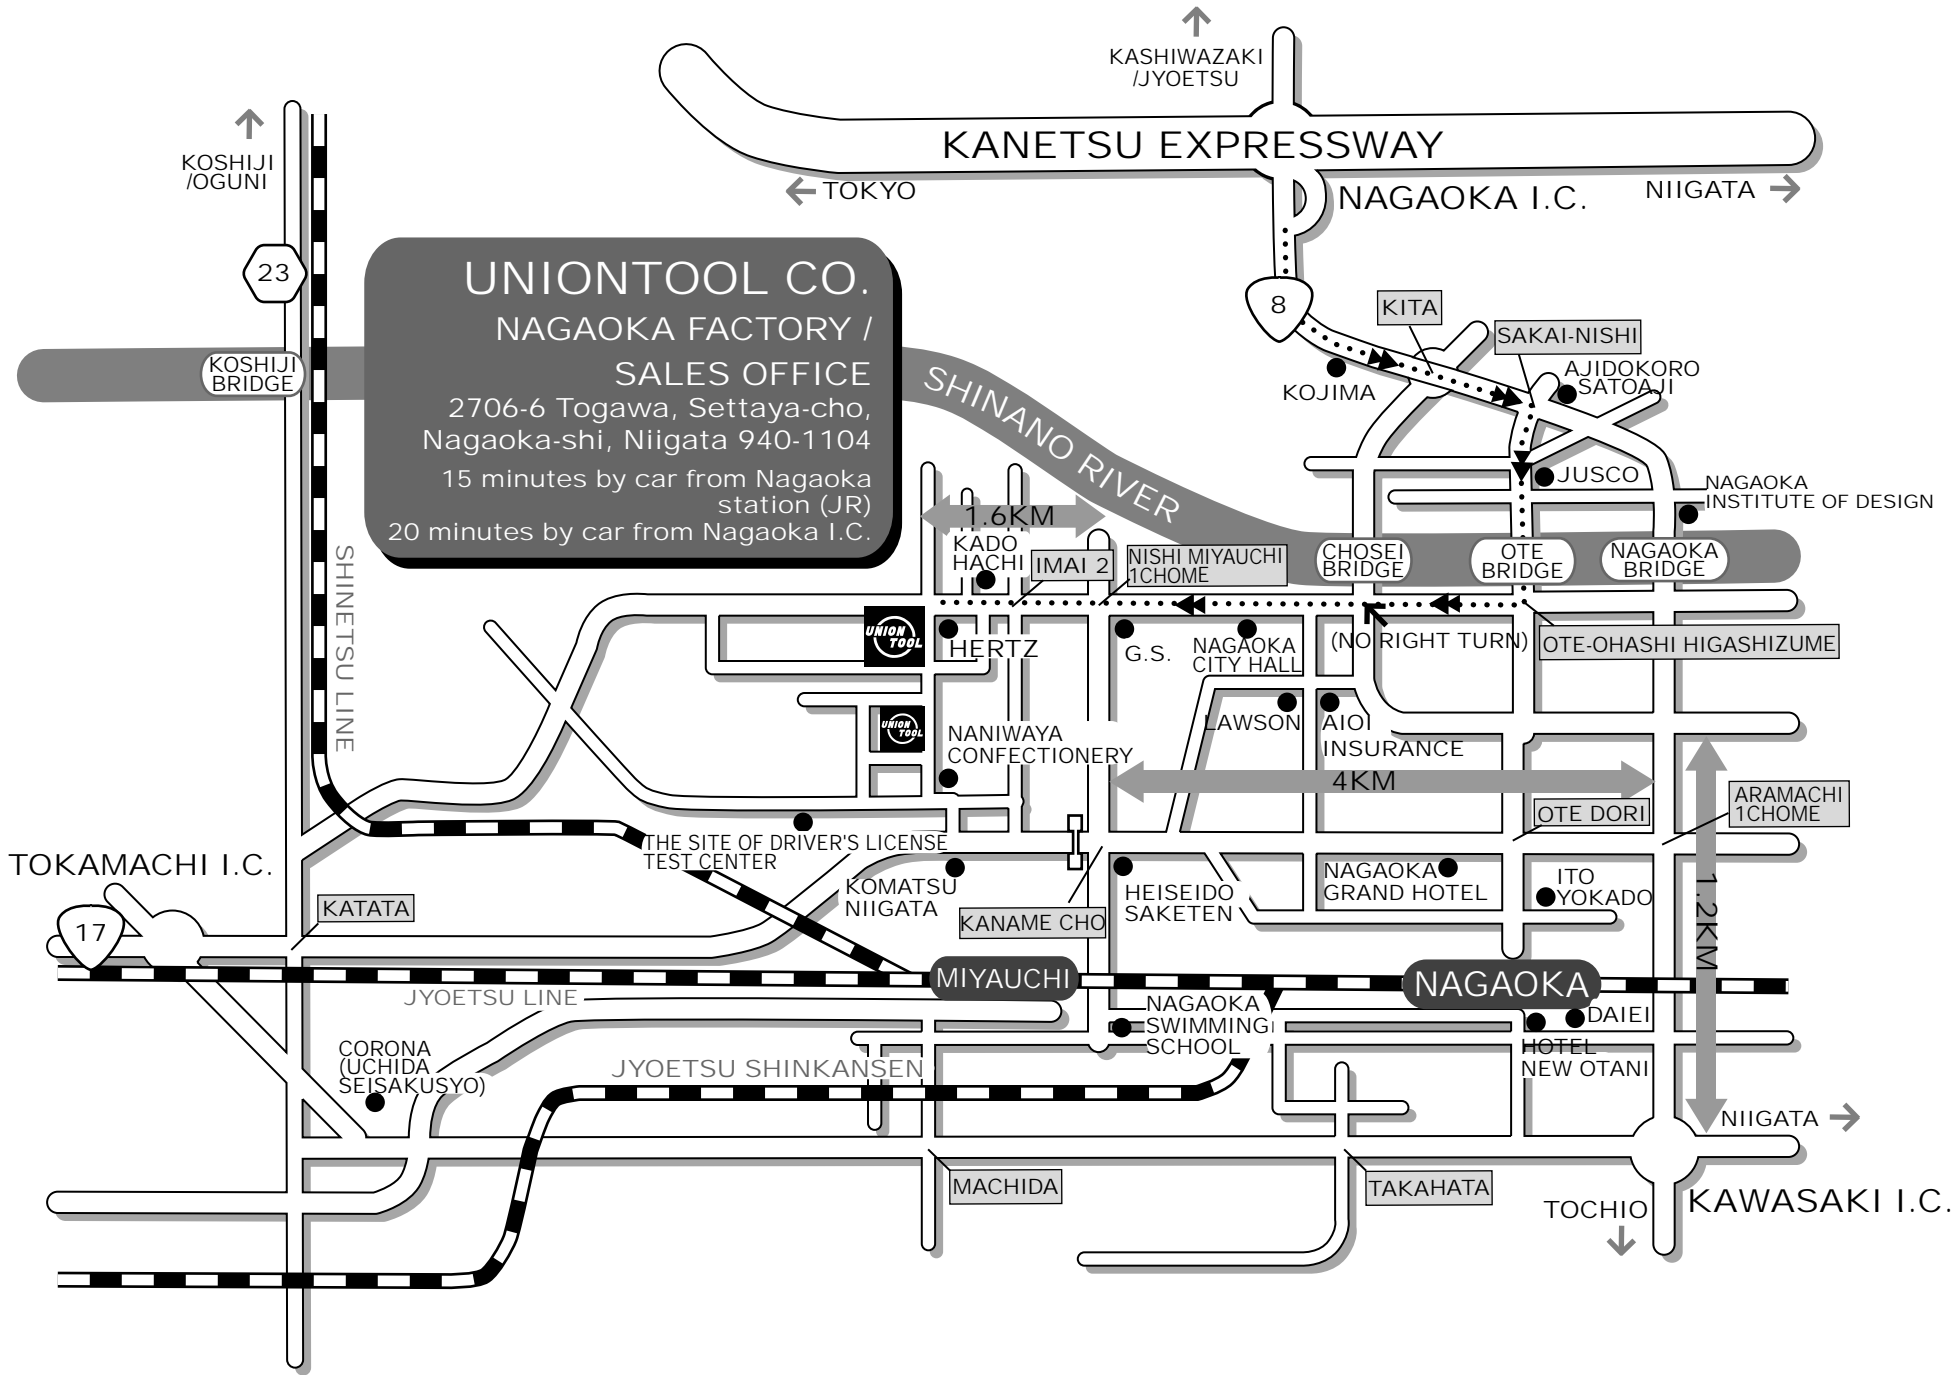 KASHIWAZAKI
/JYOETSU
KANETSU EXPRESSWAY
KOSHIJI
/OGUNI
TOKYO
NAGAOKA I.C.
NIIGATA
23
UNIONTOOL CO.
NAGAOKA FACTORY /
SALES OFFICE
2706-6 Togawa, Settaya-cho,
Nagaoka-shi, Niigata 940-1104
15 minutes by car from Nagaoka
station (JR)
20 minutes by car from Nagaoka I.C.
8
KITA
SAKAI-NISHI
KOSHIJI
BRIDGE
KOJIMA
AJIDOKORO
SATOAJI
SHINANO RIVER
JUSCO
NAGAOKA
INSTITUTE OF DESIGN
1.6KM
KADO
HACHI
IMAI 2
NISHI MIYAUCHI
1CHOME
CHOSEI
BRIDGE
OTE
BRIDGE
NAGAOKA
BRIDGE
SHINETSU LINE
UNION
TOOL
HERTZ
G.S.
NAGAOKA
CITY HALL
(NO RIGHT TURN)
OTE-OHASHI HIGASHIZUME
UNION
TOOL
NANIWAYA
CONFECTIONERY
LAWSON
AIOI
INSURANCE
4KM
OTE DORI
ARAMACHI
1CHOME
THE SITE OF DRIVER'S LICENSE
TEST CENTER
TOKAMACHI I.C.
KOMATSU
NIIGATA
HEISEIDO
SAKETEN
NAGAOKA
GRAND HOTEL
ITO
YOKADO
1.2KM
KATATA
17
KANAME CHO
MIYAUCHI
NAGAOKA
JYOETSU LINE
NAGAOKA
SWIMMING
SCHOOL
DAIEI
HOTEL
NEW OTANI
CORONA
(UCHIDA
SEISAKUSYO)
JYOETSU SHINKANSEN
NIIGATA
MACHIDA
TAKAHATA
KAWASAKI I.C.
TOCHIO